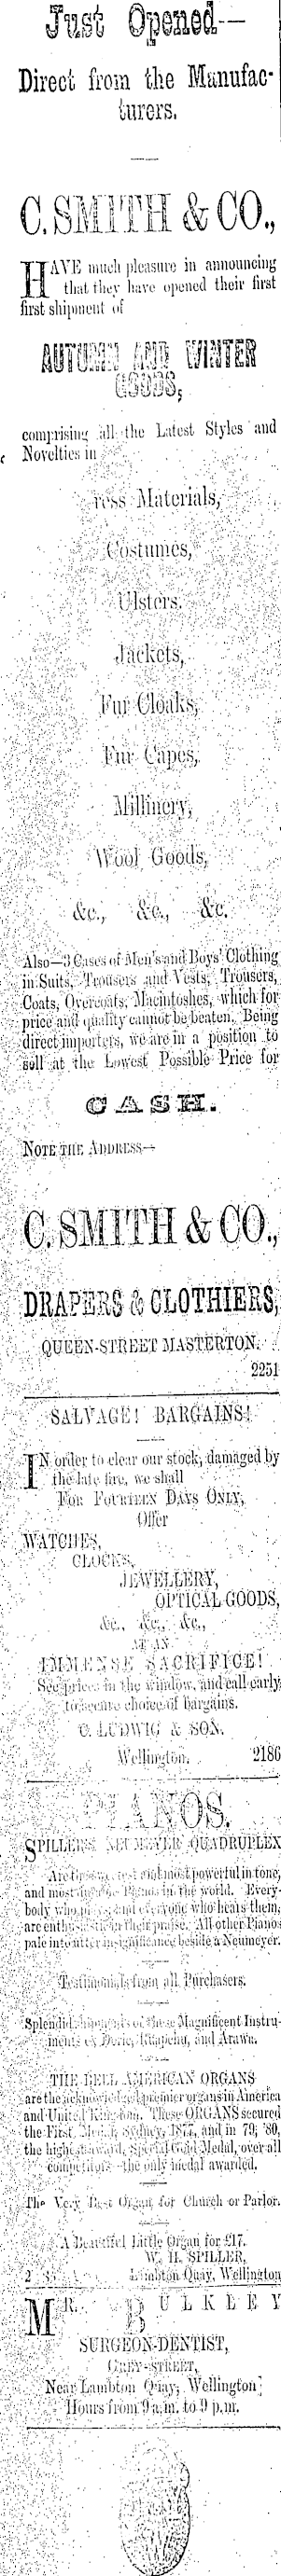 Just Opened—
Direct from the Manufac-
turers.
C. SMITH & CO.,
HAVE much pleasure in announcing
that they have opened their first
first shipment of
AUTUMN AND WINTER
GOODS,
comprising all the Latest Styles and
Novelties in
ress Materials,
Costumes,
Ulsters,
Jackets,
Fur Cloaks,
Fur Capes,
Millinery,
Wool Goods,
&c., &c., &c.
Also—3 Cases of Men's and Boys' Clothing
in Suits, Trousers and Vests, Trousers,
Coats, Overcoats, Macintoshes, which for
price and quality cannot be beaten. Being
direct importers, we are in a position to
sell at the Lowest Possible Price for
CASH.
NOTE THE ADDRESS—
C. SMITH & CO.,
DRAPERS & CLOTHIERS,
QUEEN-STREET MASTERTON.
2251
SALVAGE! BARGAINS!
IN order to clear our stock, damaged by
the late fire, we shall
FOR FOURTEEN DAYS ONLY,
Offer
WATCHES,
CLOCKS,
JEWELLERY,
OPTICAL GOODS,
&c., &c., &c.,
AT AN
IMMENSE SACRIFICE!
See prices in the window, and call early
to secure choice of bargains.
C. LUDWIG & SON.
Wellington. 2186
PIANOS.
SPILLER'S NEUMEYER QUADRUPLEX
Are the and most powerful in tone,
and most Pianos in the world. Every-
body who and everyone who hears them,
are enthusiastic in their praise. All other Pianos
pale into utter insignificance beside a Neumeyer.
Testimonials from all Purchasers.
Splendid shipments of these Magnificent Instru-
ments ex Doric, Ruapehu, and Arawa.
THE BELL AMERICAN ORGANS
are the acknowledged premier organs in America
and United Kingdom. These ORGANS secured
the First Medal, Sydney, 1877, and in 79, '80,
the highest award, Special Gold Medal, over all
competitors—the only medal awarded.
The Very Best Organ for Church or Parlor.
A Beautiful Little Organ for £17.
W. H. SPILLER,
Lambton Quay, Wellington
MR. BULKLEY
SURGEON-DENTIST,
GREY-STREET,
Near Lambton Quay, Wellington
Hours from 9 a.m. to 9 p.m.